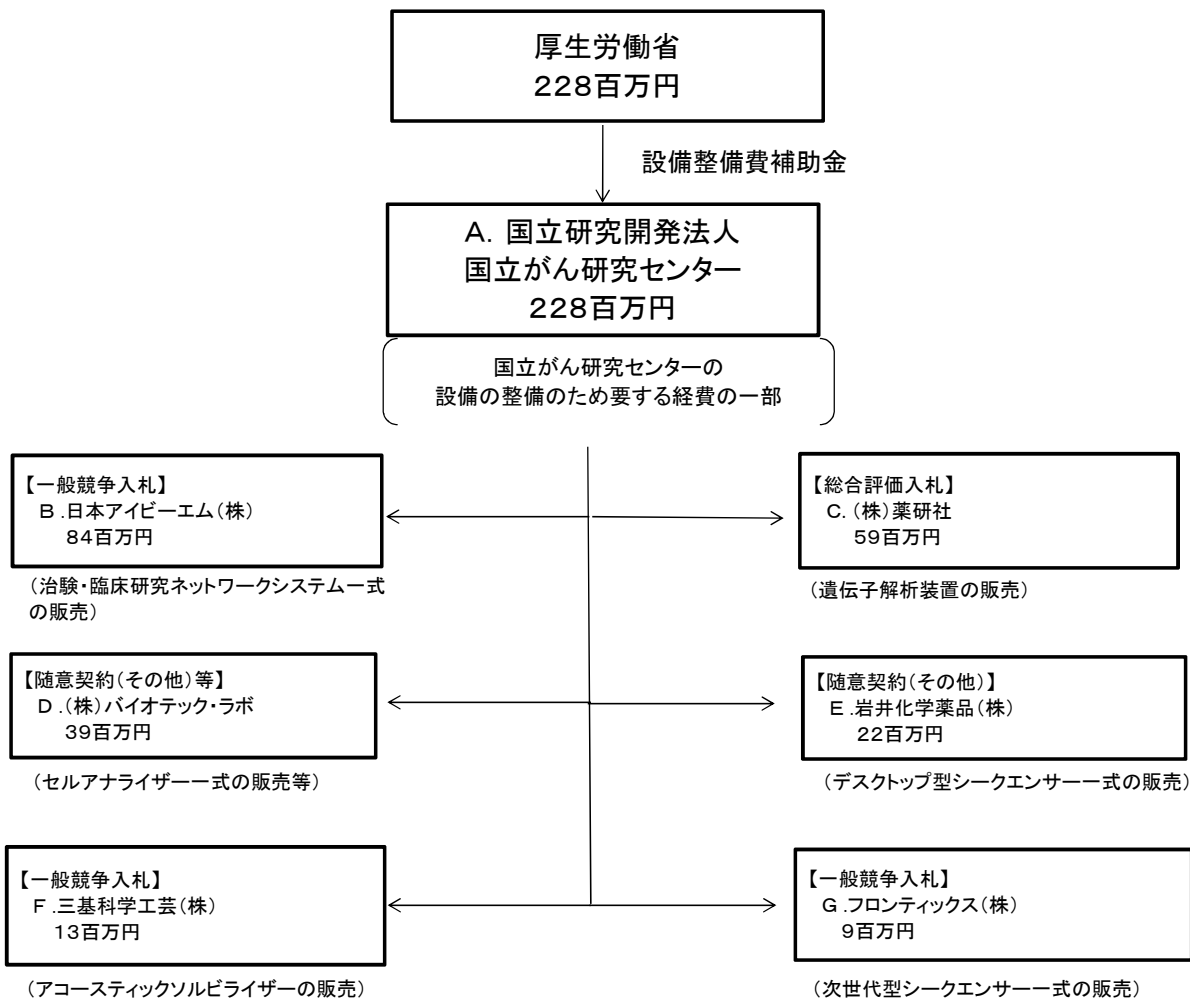 厚生労働省
228百万円
設備整備費補助金
A. 国立研究開発法人
国立がん研究センター
228百万円
国立がん研究センターの
設備の整備のため要する経費の一部
【一般競争入札】
B.日本アイビーエム(株)
84百万円
(治験・臨床研究ネットワークシステム一式
の販売)
【総合評価入札】
C.(株)薬研社
59百万円
(遺伝子解析装置の販売)
【随意契約(その他)等】
D.(株)バイオテック・ラボ
39百万円
(セルアナライザー一式の販売等)
【随意契約(その他)】
E.岩井化学薬品(株)
22百万円
(デスクトップ型シークエンサー一式の販売)
【一般競争入札】
F.三基科学工芸(株)
13百万円
(アコースティックソルビライザーの販売)
【一般競争入札】
G.フロンティックス(株)
9百万円
(次世代型シークエンサー一式の販売)